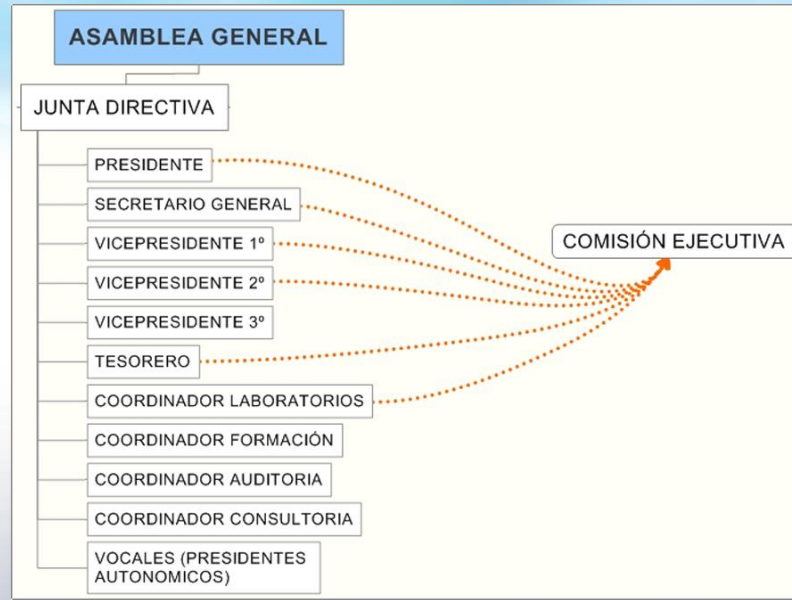 ASAMBLEA GENERAL
JUNTA DIRECTIVA
PRESIDENTE
SECRETARIO GENERAL
VICEPRESIDENTE 1º
COMISIÓN EJECUTIVA
VICEPRESIDENTE 2º
VICEPRESIDENTE 3º
TESORERO
COORDINADOR LABORATORIOS
COORDINADOR FORMACIÓN
COORDINADOR AUDITORIA
COORDINADOR CONSULTORIA
VOCALES (PRESIDENTES
AUTONOMICOS)